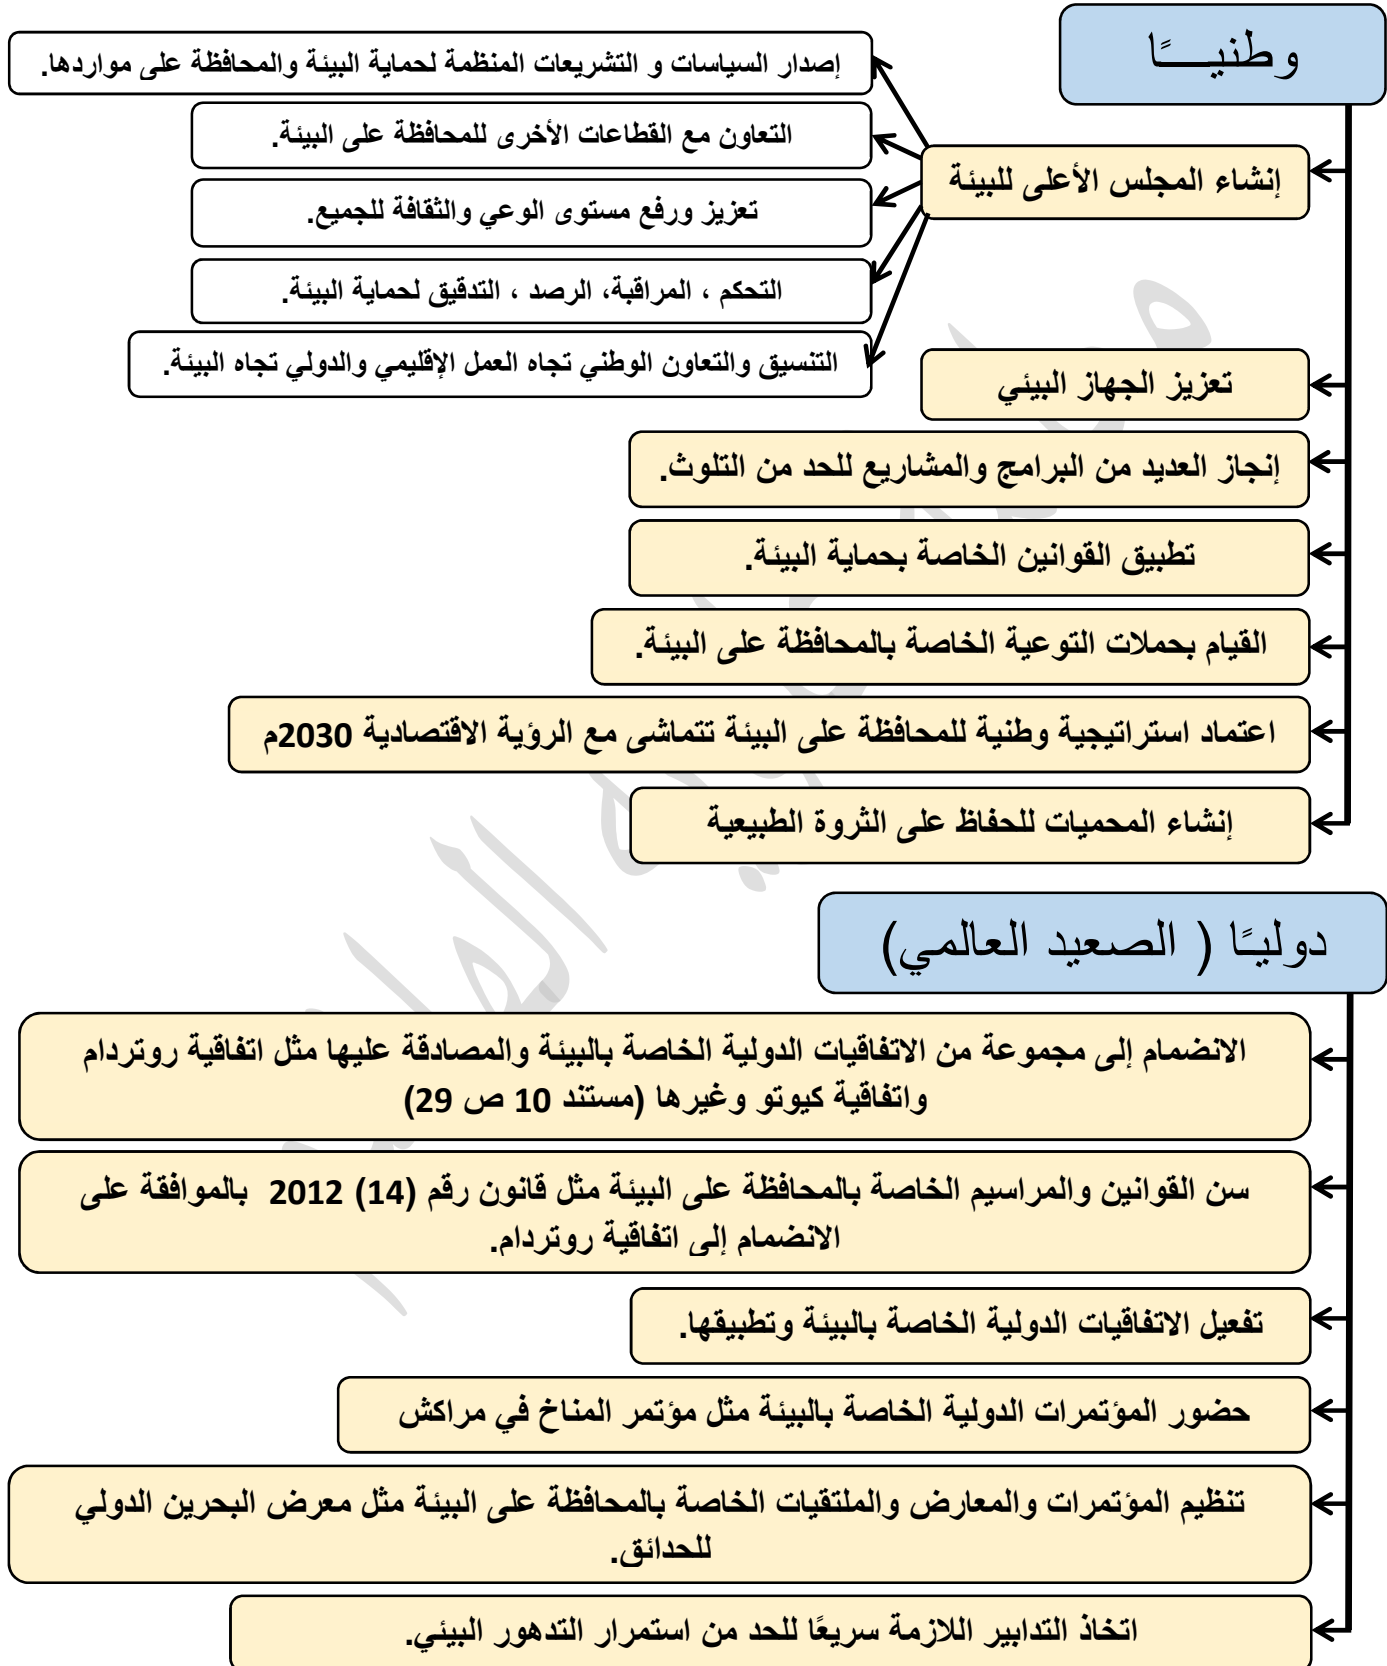 وطنيـــــًا
إنشاء المجلس الأعلى للبيئة
إصدار السياسات و التشريعات المنظمة لحماية البيئة والمحافظة على مواردها.
التعاون مع القطاعات الأخرى للمحافظة على البيئة.
تعزيز ورفع مستوى الوعي والثقافة للجميع.
التحكم ، المراقبة، الرصد ، التدقيق لحماية البيئة.
التنسيق والتعاون الوطني تجاه العمل الإقليمي والدولي تجاه البيئة.
تعزيز الجهاز البيئي
إنجاز العديد من البرامج والمشاريع للحد من التلوث.
تطبيق القوانين الخاصة بحماية البيئة.
القيام بحملات التوعية الخاصة بالمحافظة على البيئة.
اعتماد استراتيجية وطنية للمحافظة على البيئة تتماشى مع الرؤية الاقتصادية 2030م
إنشاء المحميات للحفاظ على الثروة الطبيعية
دوليـًا ( الصعيد العالمي)
الانضمام إلى مجموعة من الاتفاقيات الدولية الخاصة بالبيئة والمصادقة عليها مثل اتفاقية روتردام
واتفاقية كيوتو وغيرها (مستند 10 ص 29)
سن القوانين والمراسيم الخاصة بالمحافظة على البيئة مثل قانون رقم (14) 2012 بالموافقة على
الانضمام إلى اتفاقية روتردام.
تفعيل الاتفاقيات الدولية الخاصة بالبيئة وتطبيقها.
حضور المؤتمرات الدولية الخاصة بالبيئة مثل مؤتمر المناخ في مراكش
تنظيم المؤتمرات والمعارض والملتقيات الخاصة بالمحافظة على البيئة مثل معرض البحرين الدولي
للحدائق.
اتخاذ التدابير اللازمة سريعًا للحد من استمرار التدهور البيئي.